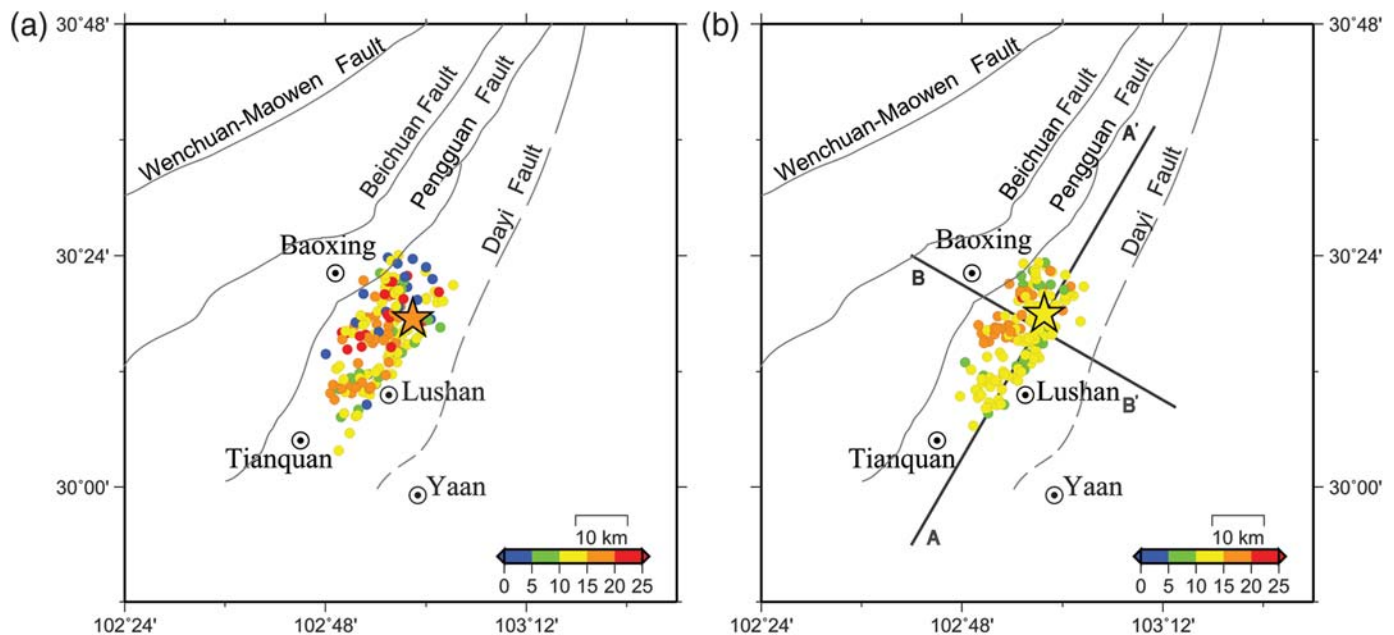 (a)
30°48'
30°24'
30°00'
102°24'
102°48'
103°12'
Wenchuan-Maowen Fault
Beichuan Fault
Pengguan Fault
Dayi Fault
Baoxing
Lushan
Tianquan
Yaan
10 km
0 5 10 15 20 25
(b)
30°48'
30°24'
30°00'
102°24'
102°48'
103°12'
Wenchuan-Maowen Fault
Beichuan Fault
Pengguan Fault
Dayi Fault
A'
B
Baoxing
Lushan
B'
Tianquan
Yaan
A
10 km
0 5 10 15 20 25